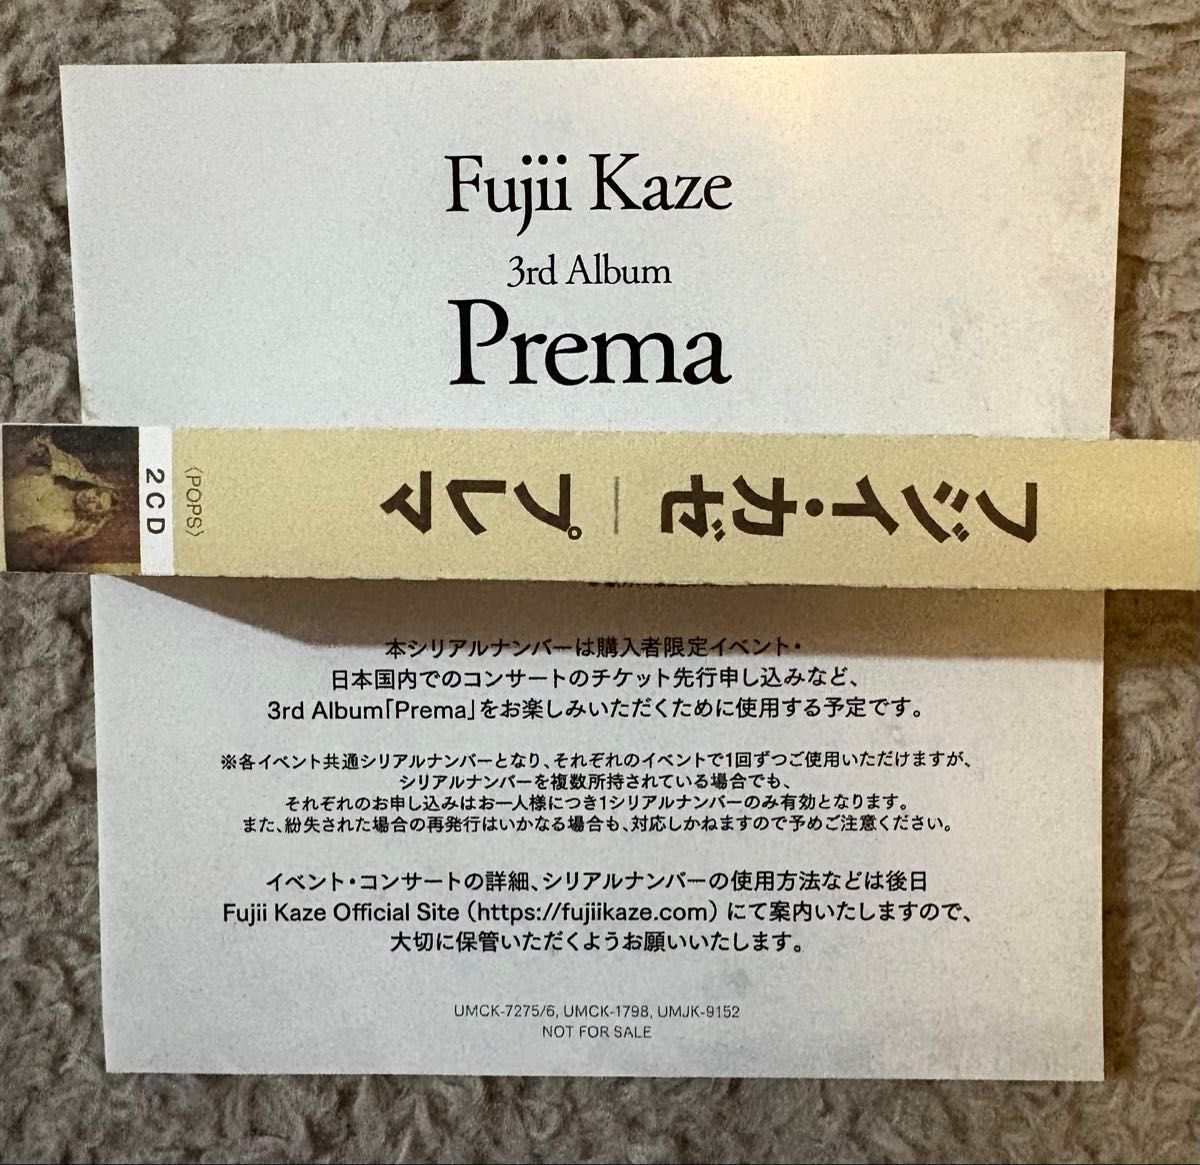 Fujii Kaze
3rd Album
Prema
フジイ・カゼ｜プレマ
〈POPS〉
2CD
本シリアルナンバーは購入者限定イベント・
日本国内でのコンサートのチケット先行申し込みなど、
3rd Album「Prema」をお楽しみいただくために使用する予定です。
※各イベント共通シリアルナンバーとなり、それぞれのイベントで1回ずつご使用いただけますが、
シリアルナンバーを複数所持されている場合でも、
それぞれのお申し込みはお一人様につき1シリアルナンバーのみ有効となります。
また、紛失された場合の再発行はいかなる場合も、対応しかねますので予めご注意ください。
イベント・コンサートの詳細、シリアルナンバーの使用方法などは後日
Fujii Kaze Official Site（https://fujiikaze.com）にて案内いたしますので、
大切に保管いただくようお願いいたします。
UMCK-7275/6, UMCK-1798, UMJK-9152
NOT FOR SALE